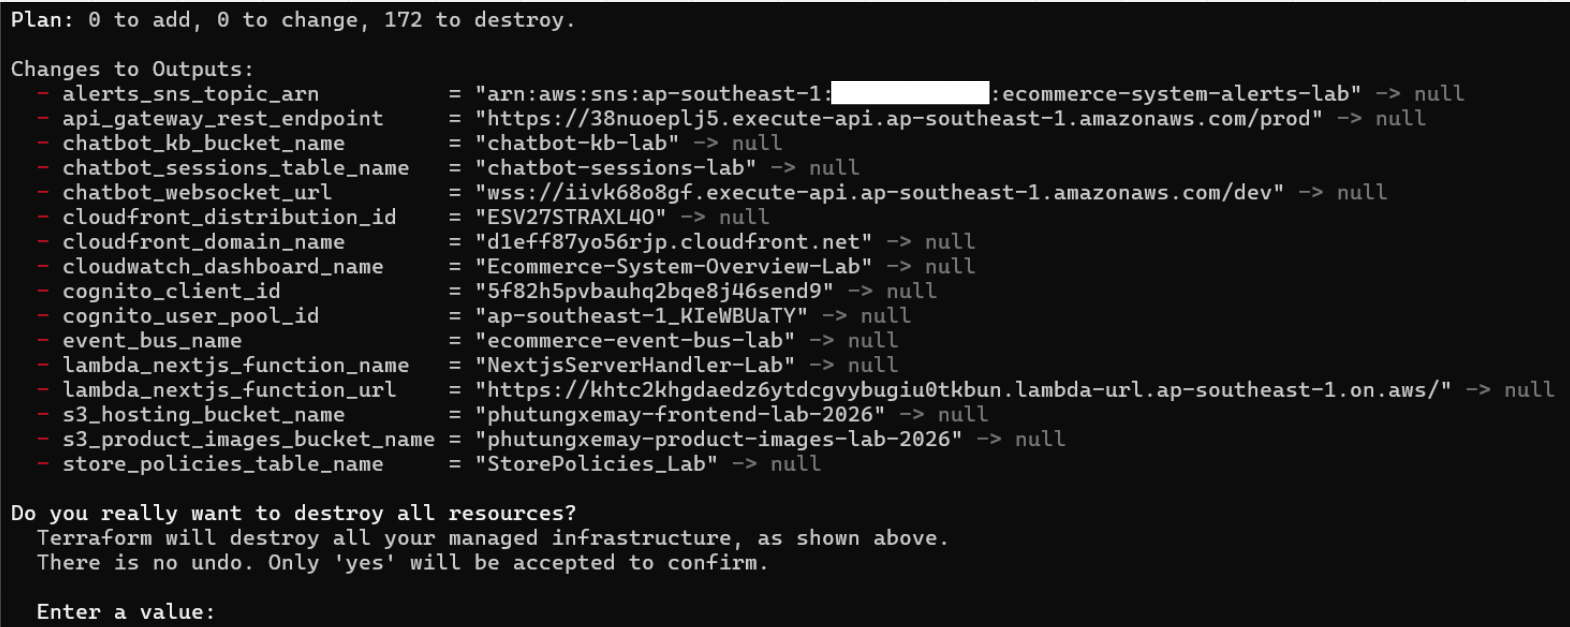 Plan: 0 to add, 0 to change, 172 to destroy.
Changes to Outputs:
- alerts_sns_topic_arn = "arn:aws:sns:ap-southeast-1: :ecommerce-system-alerts-lab" -> null
- api_gateway_rest_endpoint = "https://38nuoeplj5.execute-api.ap-southeast-1.amazonaws.com/prod" -> null
- chatbot_kb_bucket_name = "chatbot-kb-lab" -> null
- chatbot_sessions_table_name = "chatbot-sessions-lab" -> null
- chatbot_websocket_url = "wss://iivk68o8gf.execute-api.ap-southeast-1.amazonaws.com/dev" -> null
- cloudfront_distribution_id = "ESV27STRAXL4O" -> null
- cloudfront_domain_name = "d1eff87yo56rjp.cloudfront.net" -> null
- cloudwatch_dashboard_name = "Ecommerce-System-Overview-Lab" -> null
- cognito_client_id = "5f82h5pvbauhq2bqe8j46send9" -> null
- cognito_user_pool_id = "ap-southeast-1_KIeWBUaTY" -> null
- event_bus_name = "ecommerce-event-bus-lab" -> null
- lambda_nextjs_function_name = "NextjsServerHandler-Lab" -> null
- lambda_nextjs_function_url = "https://khtc2khgdaedz6ytdcgvybugiu0tkbun.lambda-url.ap-southeast-1.on.aws/" -> null
- s3_hosting_bucket_name = "phutungxemay-frontend-lab-2026" -> null
- s3_product_images_bucket_name = "phutungxemay-product-images-lab-2026" -> null
- store_policies_table_name = "StorePolicies_Lab" -> null
Do you really want to destroy all resources?
Terraform will destroy all your managed infrastructure, as shown above.
There is no undo. Only 'yes' will be accepted to confirm.
Enter a value: